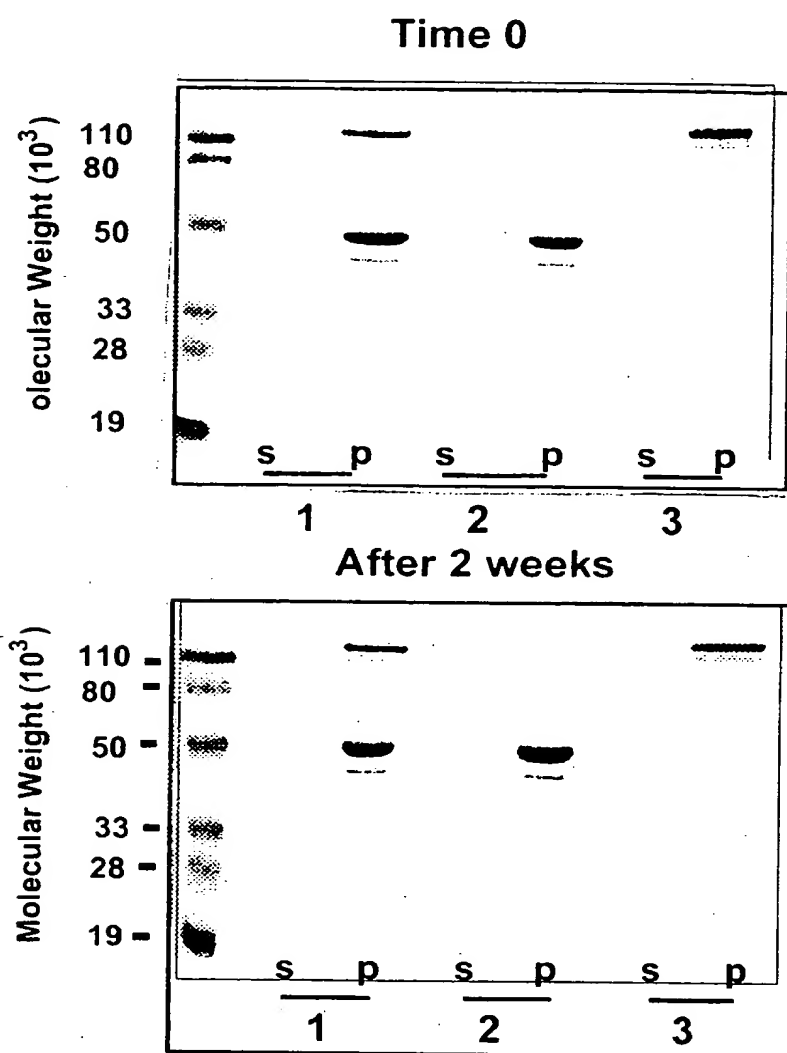 Time 0
olecular Weight (10³)
110
80
50
33
28
19
s p s p s p
1 2 3
After 2 weeks
Molecular Weight (10³)
110 -
80 -
50 -
33 -
28 -
19 -
s p s p s p
1 2 3